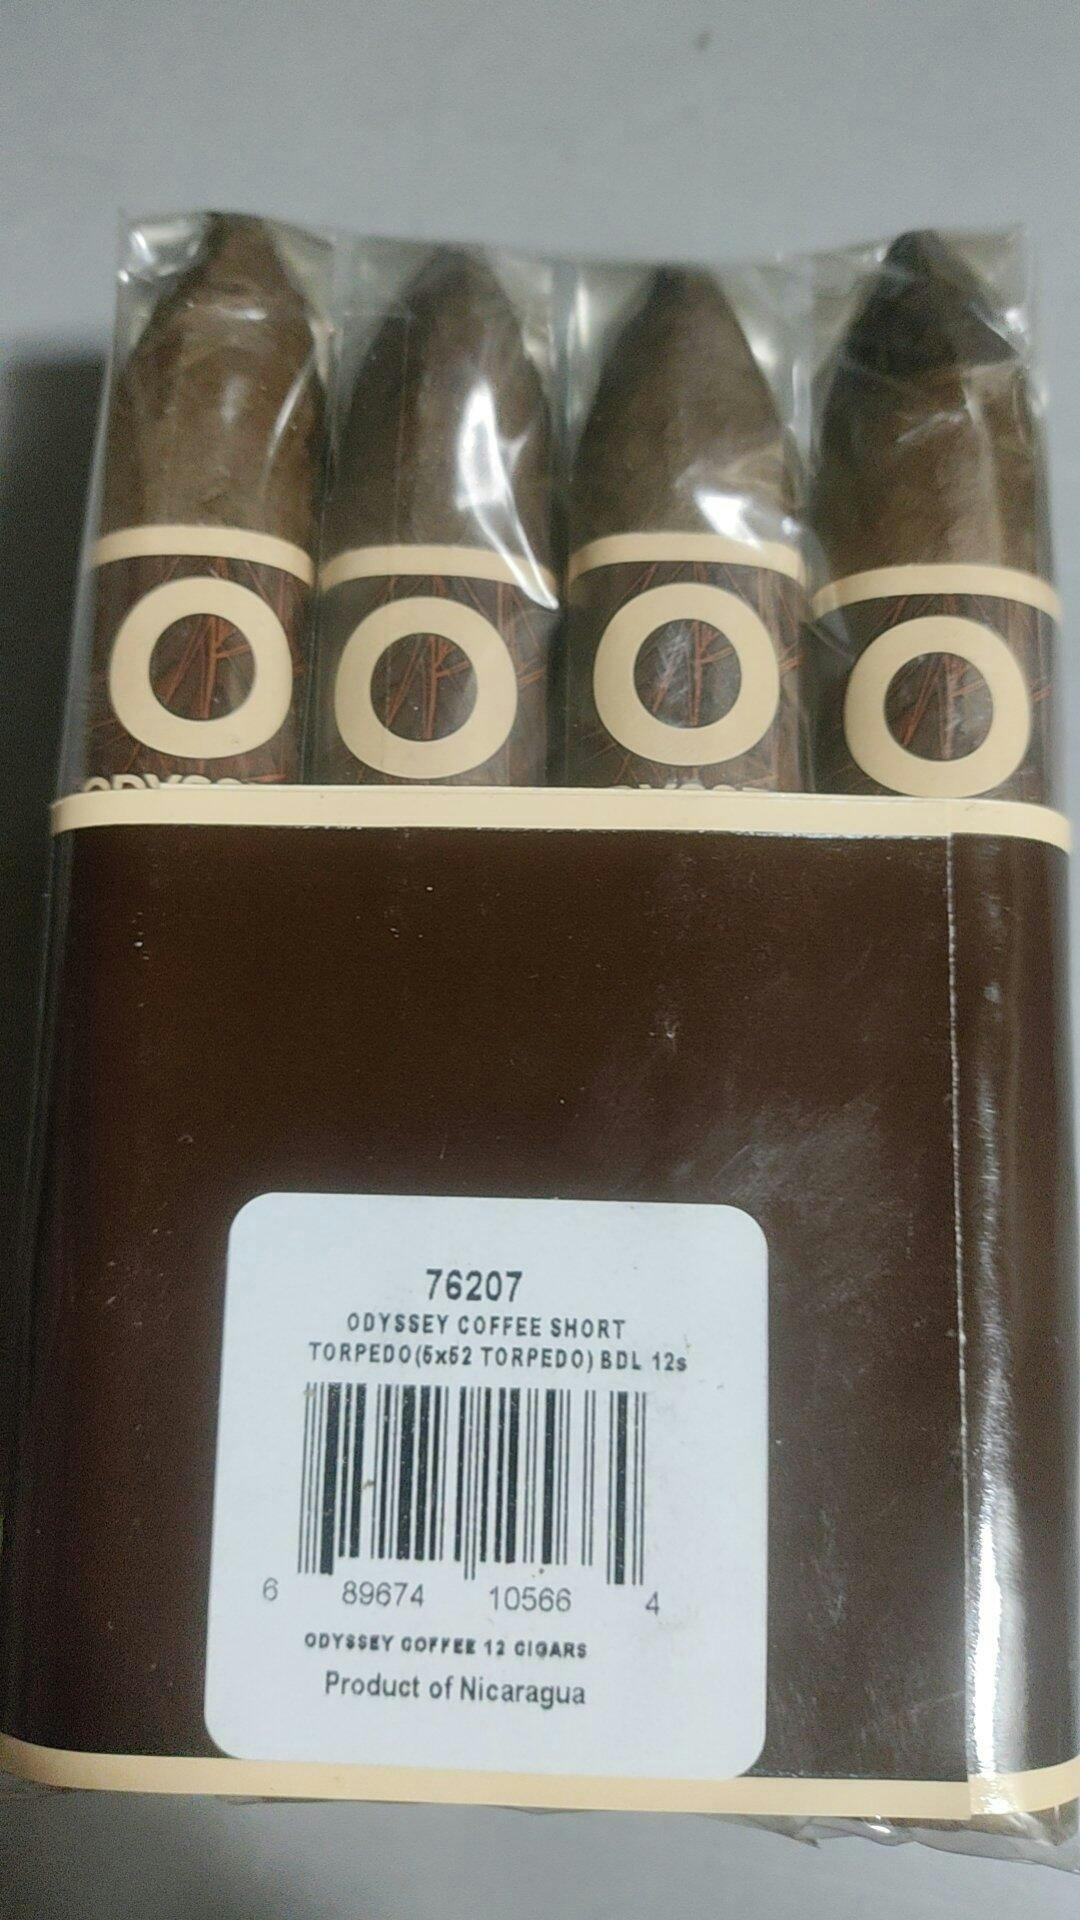 ODYSSEY
76207
ODYSSEY COFFEE SHORT
TORPEDO(5x52 TORPEDO) BDL 12s
6 89674 10566 4
ODYSSEY COFFEE 12 CIGARS
Product of Nicaragua